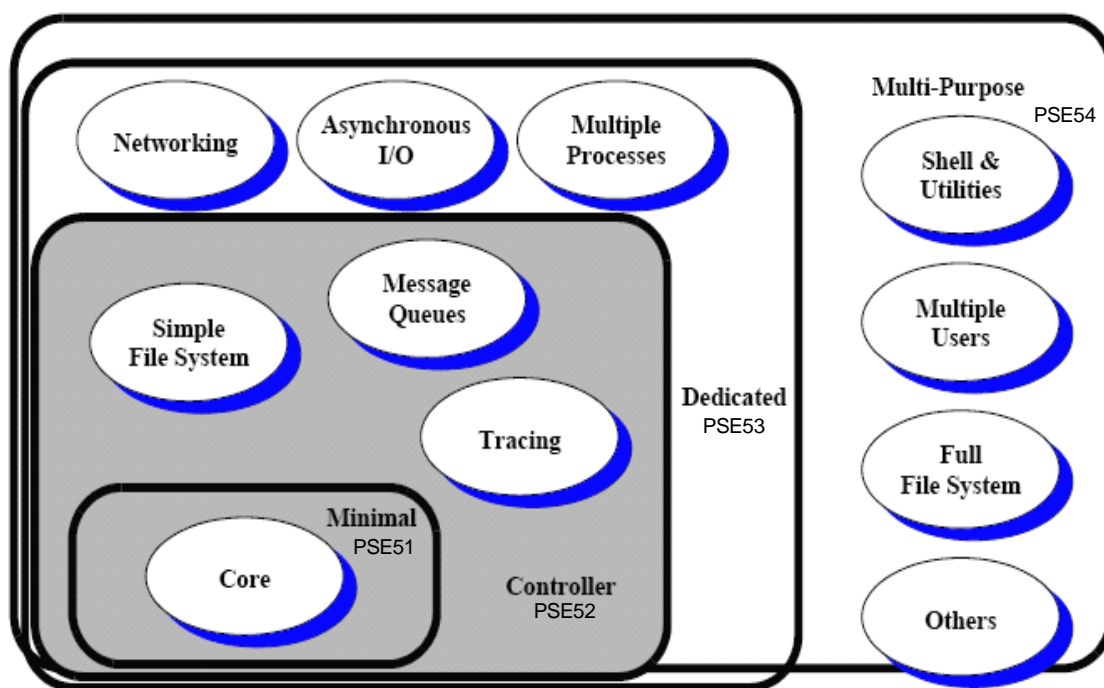 Multi-Purpose
PSE54
Networking
Asynchronous
I/O
Multiple
Processes
Shell &
Utilities
Message
Queues
Simple
File System
Multiple
Users
Dedicated
PSE53
Tracing
Full
File System
Minimal
PSE51
Core
Controller
PSE52
Others